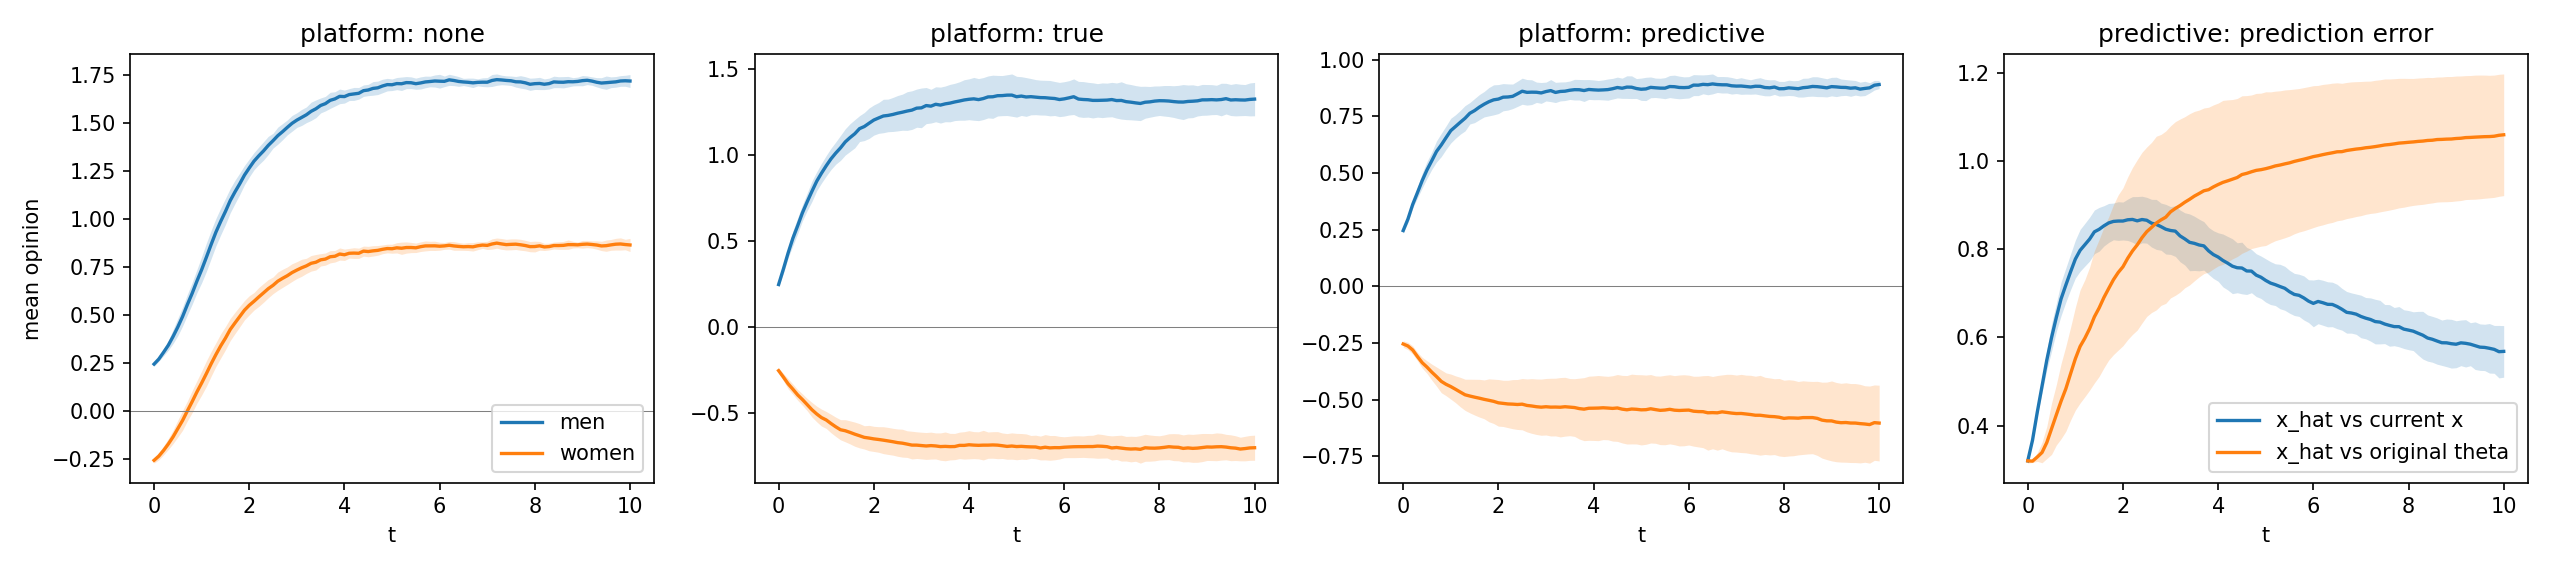 platform: none
mean opinion
1.75
1.50
1.25
1.00
0.75
0.50
0.25
0.00
−0.25
0 2 4 6 8 10
t
men
women
platform: true
1.5
1.0
0.5
0.0
−0.5
0 2 4 6 8 10
t
platform: predictive
1.00
0.75
0.50
0.25
0.00
−0.25
−0.50
−0.75
0 2 4 6 8 10
t
predictive: prediction error
1.2
1.0
0.8
0.6
0.4
0 2 4 6 8 10
t
x_hat vs current x
x_hat vs original theta